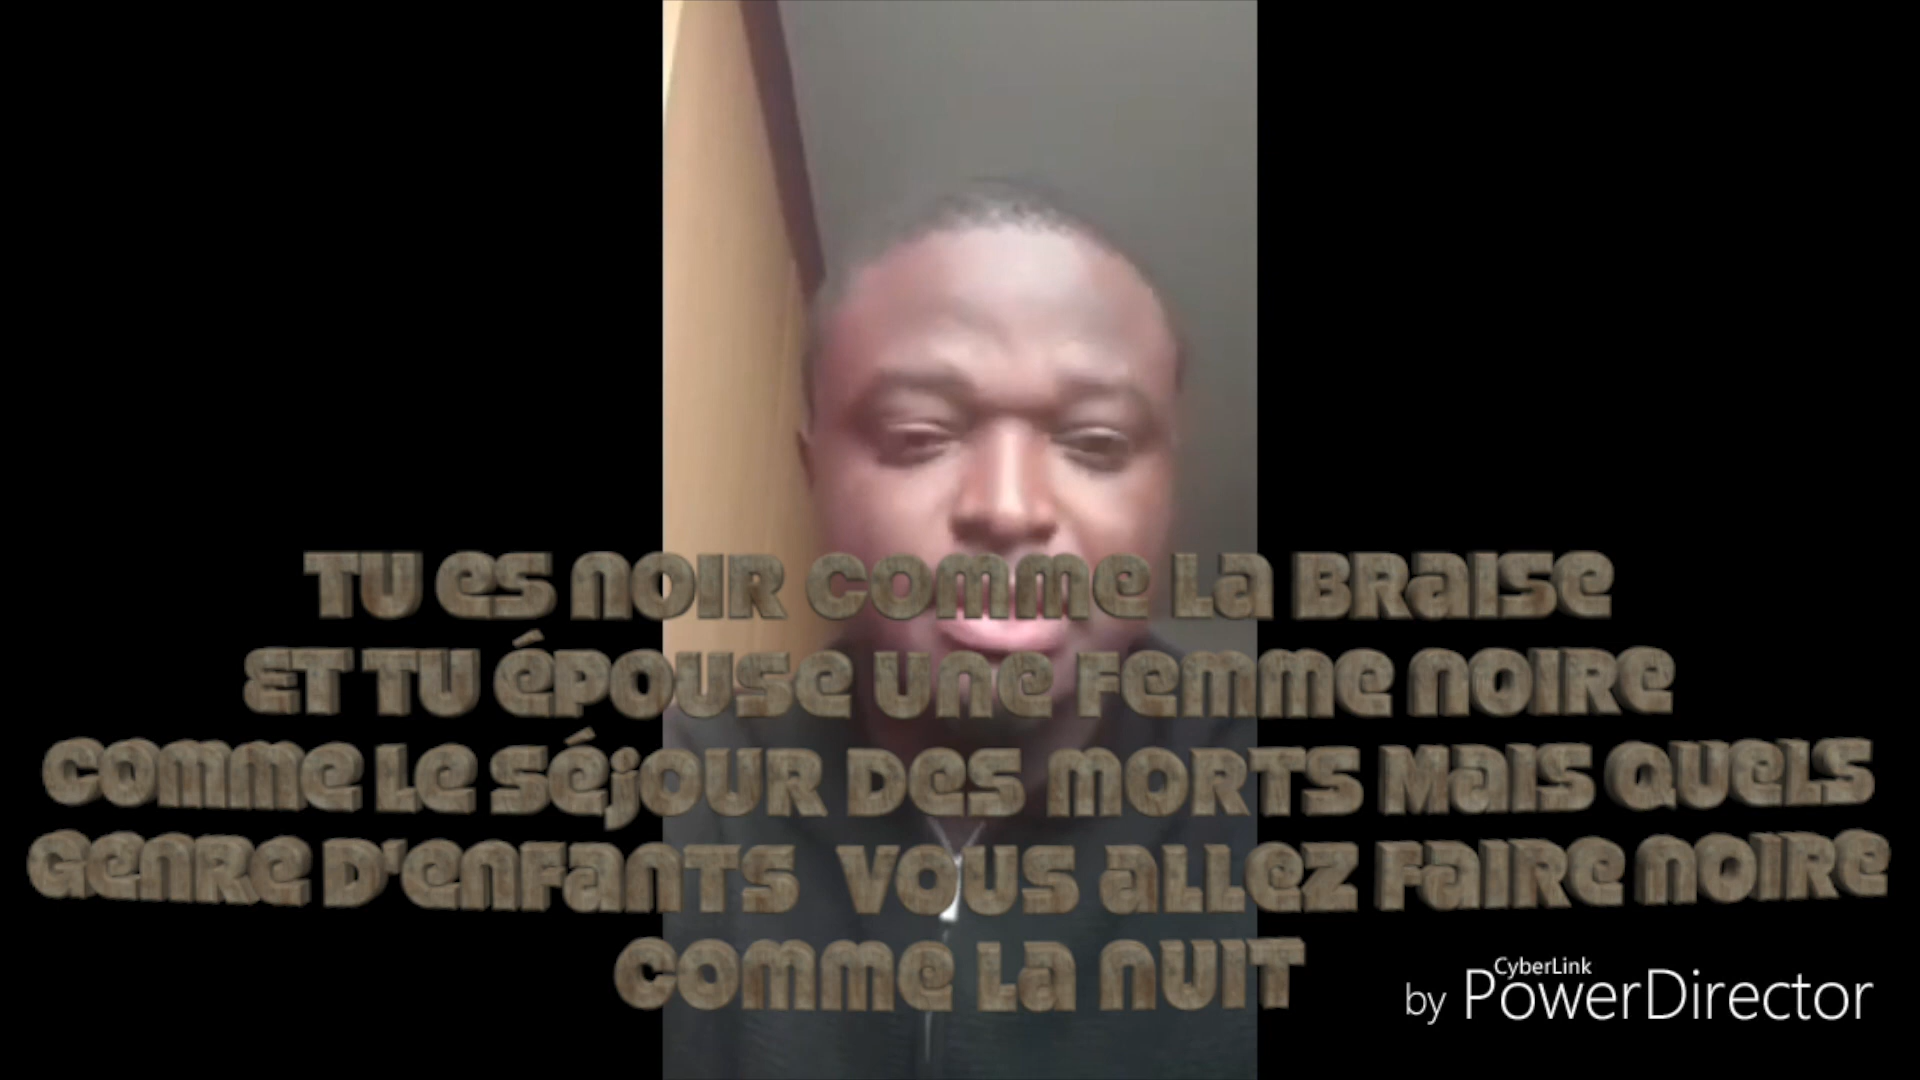 TU ES NOIR COMME LA BRAISE
ET TU ÉPOUSE UNE FEMME NOIRE
COMME LE SÉJOUR DES MORTS MAIS QUELS
GENRE D'ENFANTS VOUS ALLEZ FAIRE NOIRE
COMME LA NUIT
by CyberLink PowerDirector